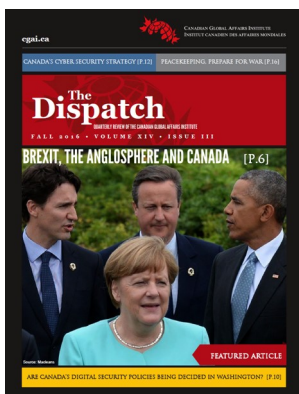 cgai.ca
CANADIAN GLOBAL AFFAIRS INSTITUTE
INSTITUT CANADIEN DES AFFAIRES MONDIALES
CANADA'S CYBER SECURITY STRATEGY [P.12]
PEACEKEEPING, PREPARE FOR WAR [P.16]
The
Dispatch
QUARTERLY REVIEW OF THE CANADIAN GLOBAL AFFAIRS INSTITUTE
FALL 2016 • VOLUME XIV • ISSUE III
BREXIT, THE ANGLOSPHERE AND CANADA [P.6]
FEATURED ARTICLE
ARE CANADA'S DIGITAL SECURITY POLICIES BEING DECIDED IN WASHINGTON? [P.10]